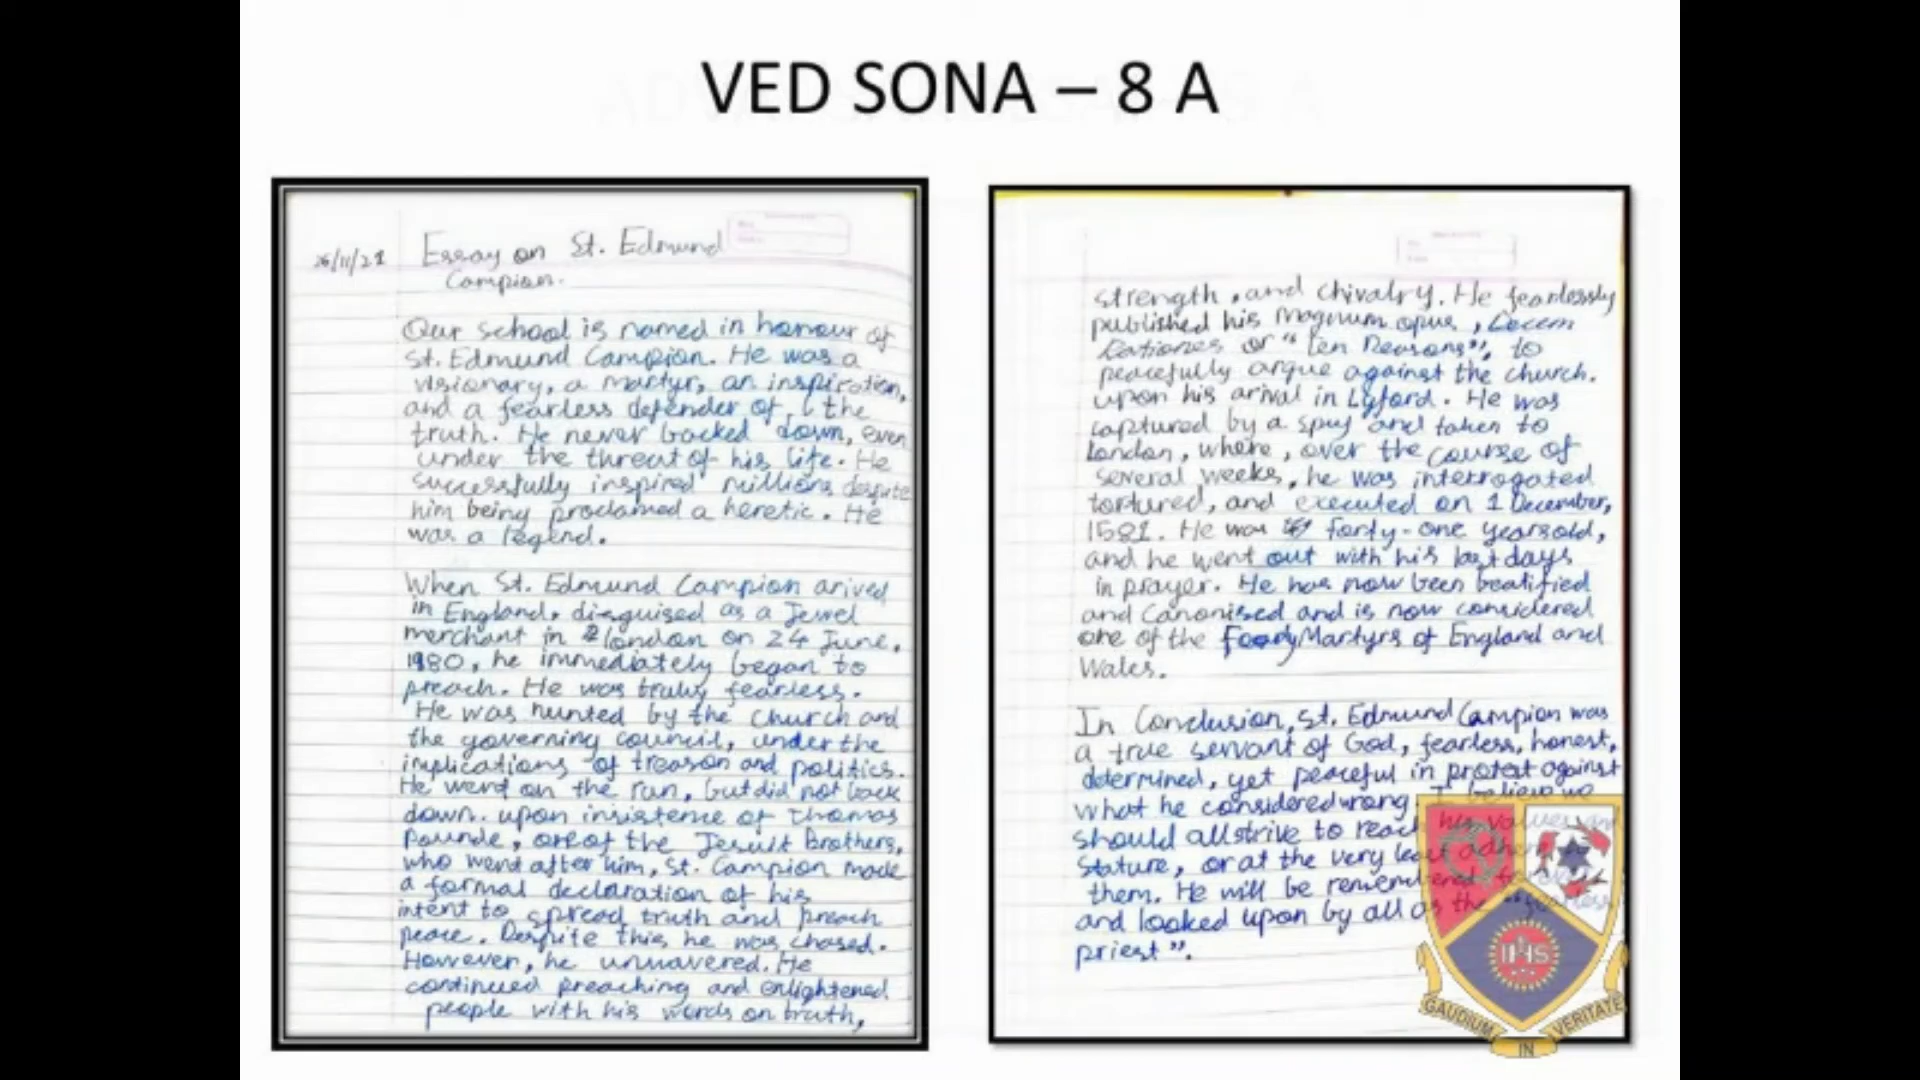 VED SONA – 8 A
26/11/21
Essay on St. Edmund
Campion.
Our school is named in honour of
St. Edmund Campion. He was a
visionary, a martyr, an inspiration,
and a fearless defender of the
truth. He never backed down, even
under the threat of his life. He
successfully inspired millions despite
him being proclaimed a heretic. He
was a legend.
When St. Edmund Campion arived
in England, disguised as a Jewel
merchant in london on 24 June,
1980, he immediately began to
preach. He was truly fearless.
He was hunted by the church and
the governing council, under the
implications of treason and politics.
He went on the run, but did not back
down. upon insistence of Thomas
Pounde, one of the Jesuit Brothers,
who went after him, St. Campion made
a formal declaration of his
intent to spread truth and preach
peace. Despite this he was chased.
However, he unwavered. He
continued preaching and enlightened
people with his words on truth,
strength, and chivalry. He fearlessly
published his magnum opus,
or "Ten Reasons", to
peacefully argue against the church.
upon his arival in Lyford. He was
captured by a spy and taken to
London, where, over the course of
several weeks, he was interrogated
tortured, and executed on 1 December,
1581. He was forty-one years old,
and he went out with his last days
in prayer. He has now been beatified
and Canonised and is now considered
one of the Martyrs of England and
Wales.
In Conclusion, St. Edmund Campion was
a true servant of God, fearless, honest,
determined, yet peaceful in protest against
what he considered wrong. I believe we
should all strive to reach his values and
stature, or at the very least adhere
them. He will be remembered
and looked upon by all as the "fearless
priest".
IHS
GAUDIUM IN VERITATE